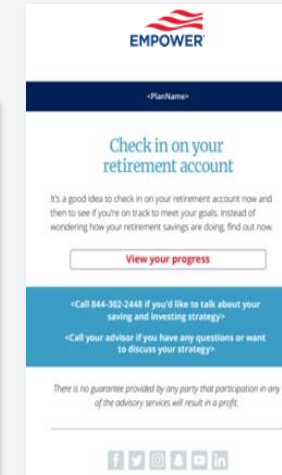 EMPOWER
<PlanName>
Check in on your
retirement account
It's a good idea to check in on your retirement account now and
then to see if you're on track to meet your goals. Instead of
wondering how your retirement savings are doing, find out now.
View your progress
<Call 844-302-2448 if you'd like to talk about your
saving and investing strategy>
<Call your advisor if you have any questions or want
to discuss your strategy>
There is no guarantee provided by any party that participation in any
of the advisory services will result in a profit.